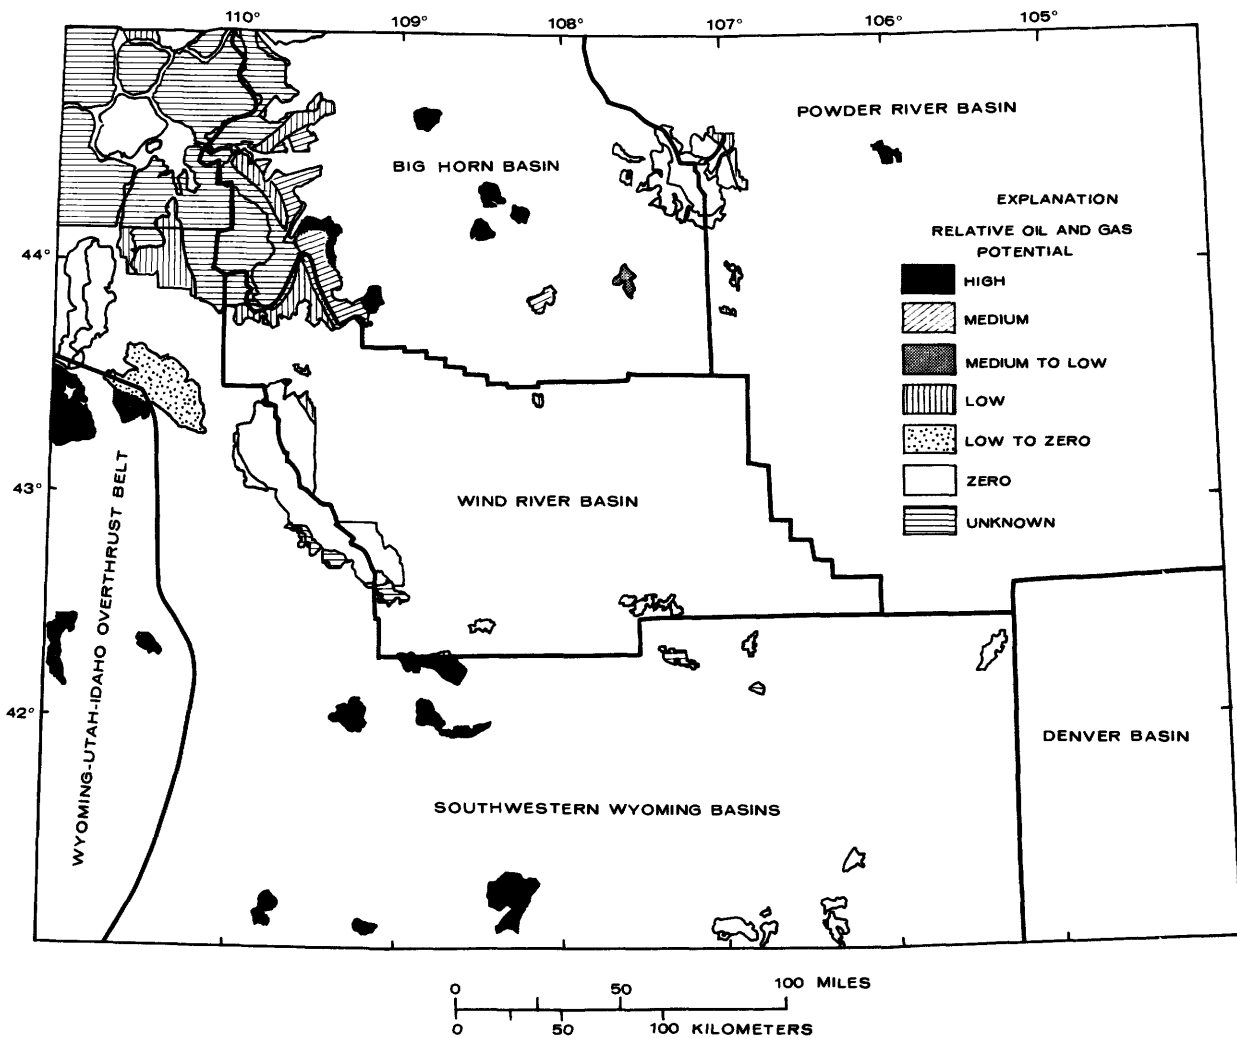 110° 109° 108° 107° 106° 105°
POWDER RIVER BASIN
BIG HORN BASIN
EXPLANATION
RELATIVE OIL AND GAS
POTENTIAL
44°
HIGH
MEDIUM
MEDIUM TO LOW
LOW
LOW TO ZERO
ZERO
UNKNOWN
43°
WIND RIVER BASIN
WYOMING-UTAH-IDAHO OVERTHRUST BELT
42°
DENVER BASIN
SOUTHWESTERN WYOMING BASINS
0 50 100 MILES
0 50 100 KILOMETERS